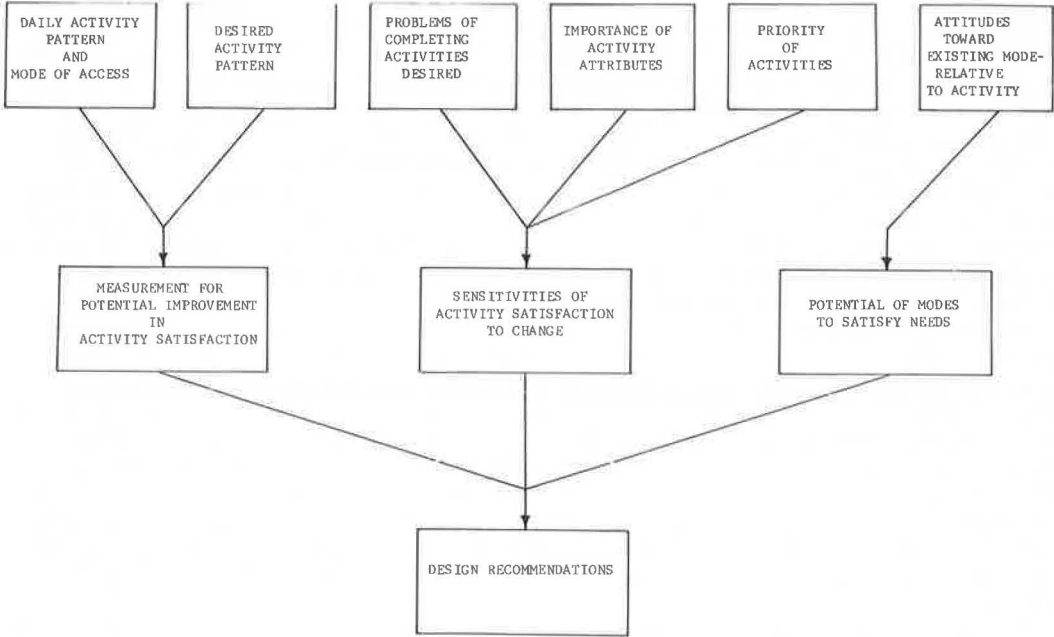 DAILY ACTIVITY
PATTERN
AND
MODE OF ACCESS
DESIRED
ACTIVITY
PATTERN
PROBLEMS OF
COMPLETING
ACTIVITIES
DESIRED
IMPORTANCE OF
ACTIVITY
ATTRIBUTES
PRIORITY
OF
ACTIVITIES
ATTITUDES
TOWARD
EXISTING MODE-
RELATIVE
TO ACTIVITY
MEASUREMENT FOR
POTENTIAL IMPROVEMENT
IN
ACTIVITY SATISFACTION
SENSITIVITIES OF
ACTIVITY SATISFACTION
TO CHANGE
POTENTIAL OF MODES
TO SATISFY NEEDS
DESIGN RECOMMENDATIONS